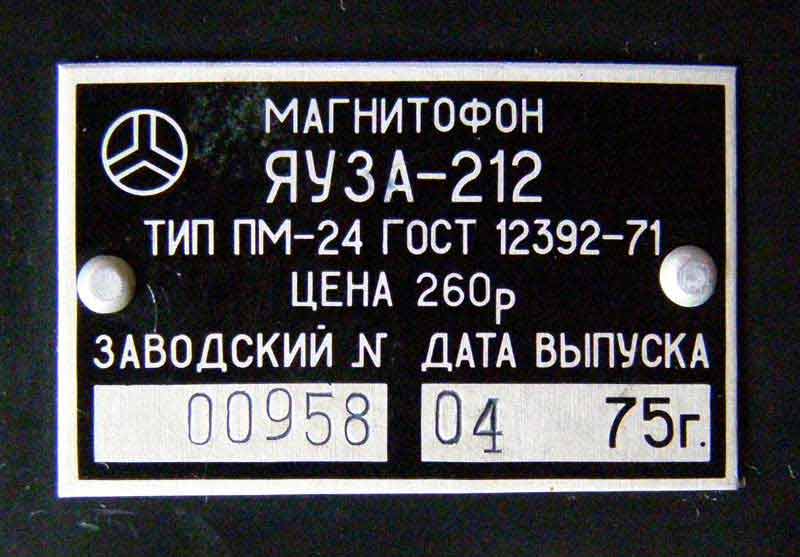 МАГНИТОФОН
ЯУЗА-212
ТИП ПМ-24 ГОСТ 12392-71
ЦЕНА 260р
ЗАВОДСКИЙ N ДАТА ВЫПУСКА
00958 04 75г.